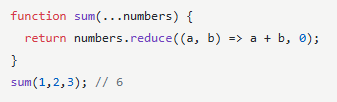 function sum(...numbers) {
  return numbers.reduce((a, b) => a + b, 0);
}
sum(1,2,3); // 6